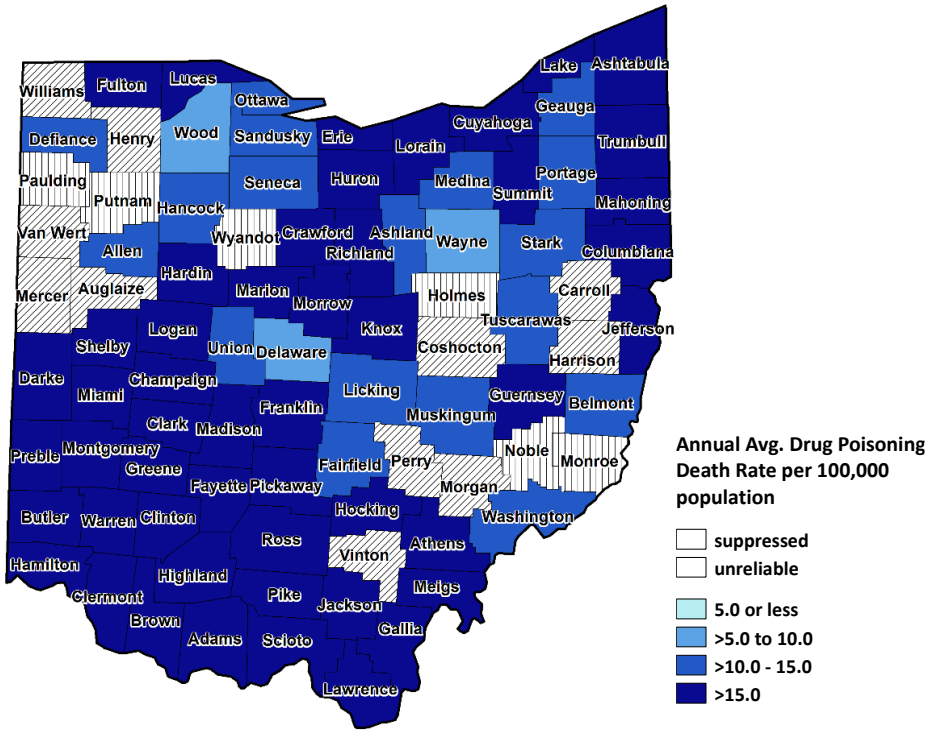 Lake
Ashtabula
Williams
Fulton
Lucas
Ottawa
Geauga
Defiance
Henry
Wood
Sandusky
Erie
Cuyahoga
Lorain
Trumbull
Paulding
Putnam
Hancock
Seneca
Huron
Medina
Summit
Portage
Mahoning
Van Wert
Allen
Wyandot
Crawford
Richland
Ashland
Wayne
Stark
Columbiana
Mercer
Auglaize
Hardin
Marion
Morrow
Holmes
Carroll
Tuscarawas
Jefferson
Shelby
Logan
Union
Delaware
Knox
Coshocton
Harrison
Darke
Miami
Champaign
Licking
Muskingum
Guernsey
Belmont
Clark
Madison
Franklin
Preble
Montgomery
Greene
Fayette
Pickaway
Fairfield
Perry
Morgan
Noble
Monroe
Butler
Warren
Clinton
Hocking
Washington
Hamilton
Ross
Vinton
Athens
Clermont
Highland
Pike
Jackson
Meigs
Brown
Adams
Scioto
Gallia
Lawrence
Annual Avg. Drug Poisoning
Death Rate per 100,000
population
suppressed
unreliable
5.0 or less
>5.0 to 10.0
>10.0 - 15.0
>15.0